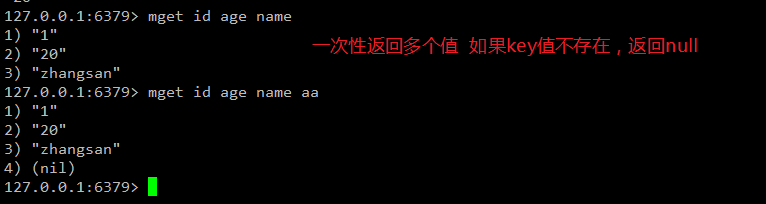 127.0.0.1:6379> mget id age name
1) "1"
一次性返回多个值 如果key值不存在，返回null
2) "20"
3) "zhangsan"
127.0.0.1:6379> mget id age name aa
1) "1"
2) "20"
3) "zhangsan"
4) (nil)
127.0.0.1:6379>